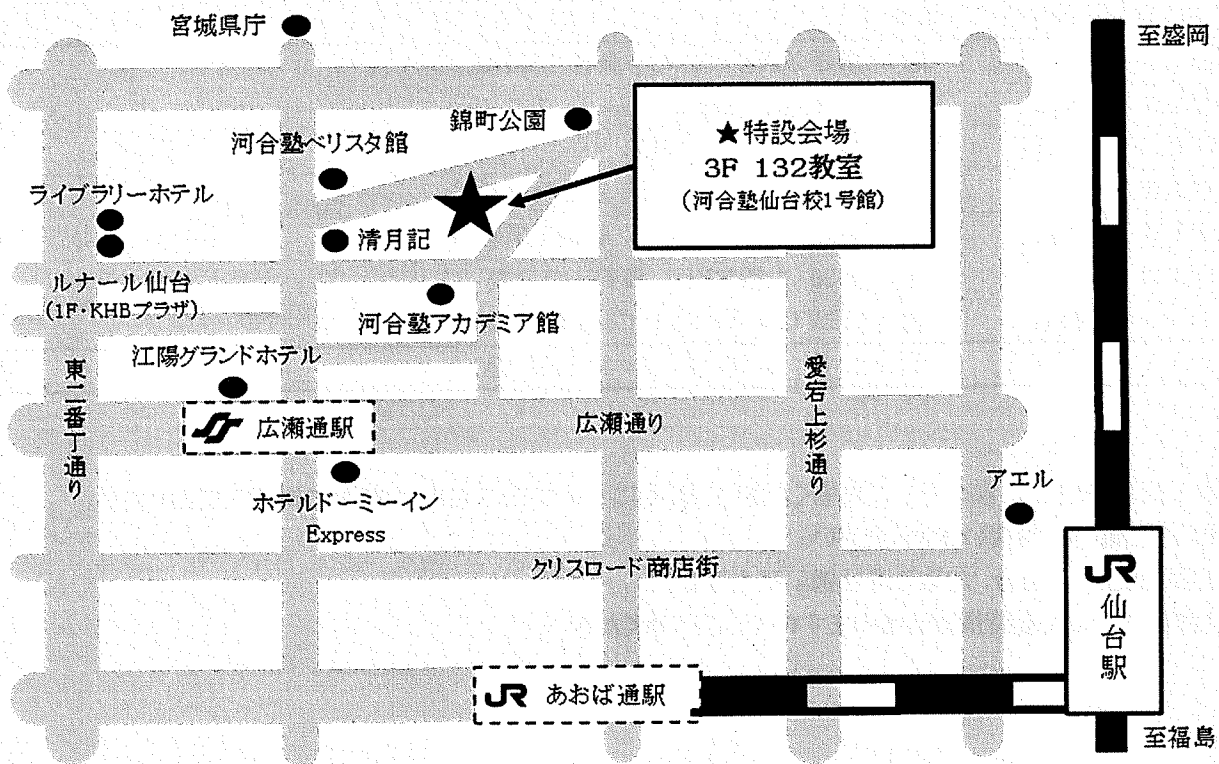 宮城県庁
至盛岡
錦町公園
河合塾ベリスタ館
★特設会場
3F 132教室
(河合塾仙台校1号館)
ライブラリーホテル
清月記
ルナール仙台
(1F・KHBプラザ)
河合塾アカデミア館
江陽グランドホテル
東二番丁通り
愛宕上杉通り
広瀬通駅
広瀬通り
アエル
ホテルドーミーイン
Express
クリスロード商店街
JR
仙台駅
JR あおば通駅
至福島